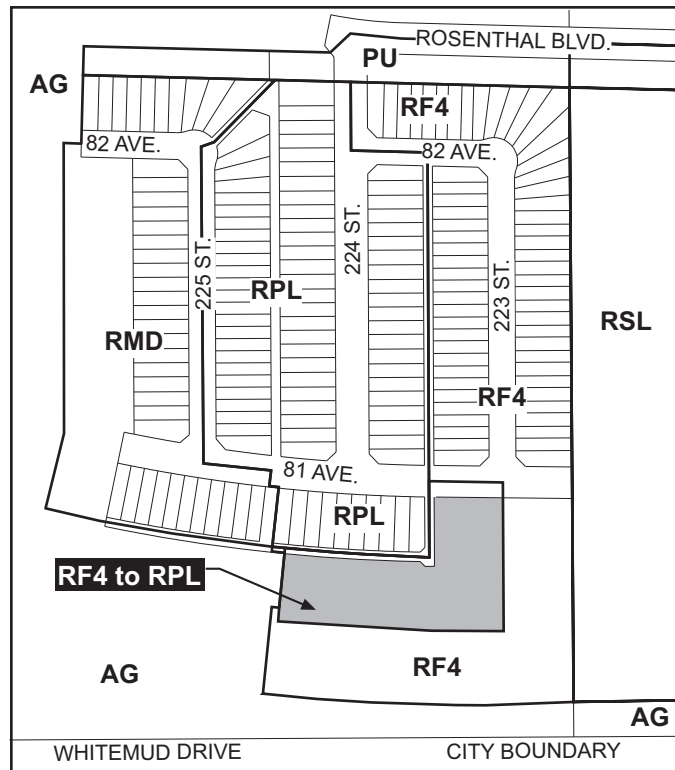 ROSENTHAL BLVD.
PU
AG
RF4
82 AVE.
82 AVE.
225 ST.
224 ST.
223 ST.
RPL
RSL
RMD
RF4
81 AVE.
RPL
RF4 to RPL
AG
RF4
AG
WHITEMUD DRIVE
CITY BOUNDARY